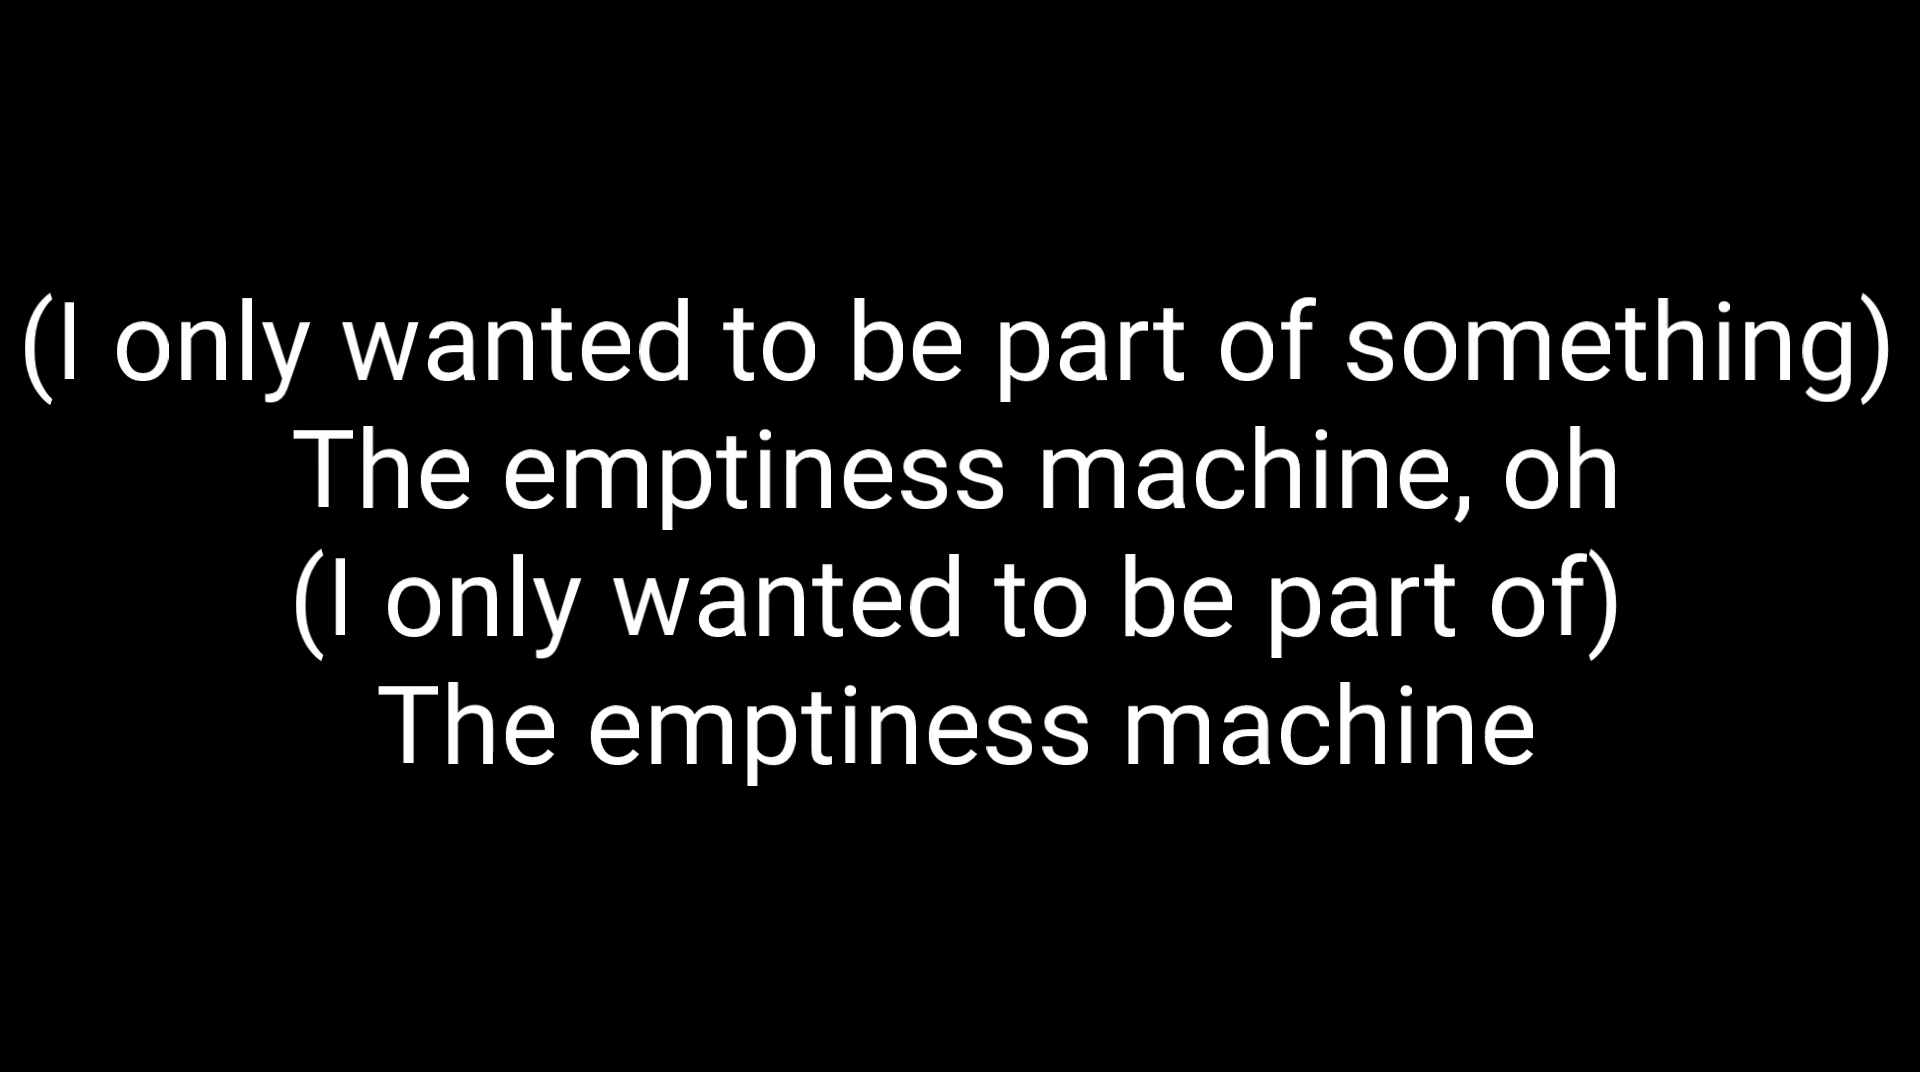 (I only wanted to be part of something)
The emptiness machine, oh
(I only wanted to be part of)
The emptiness machine